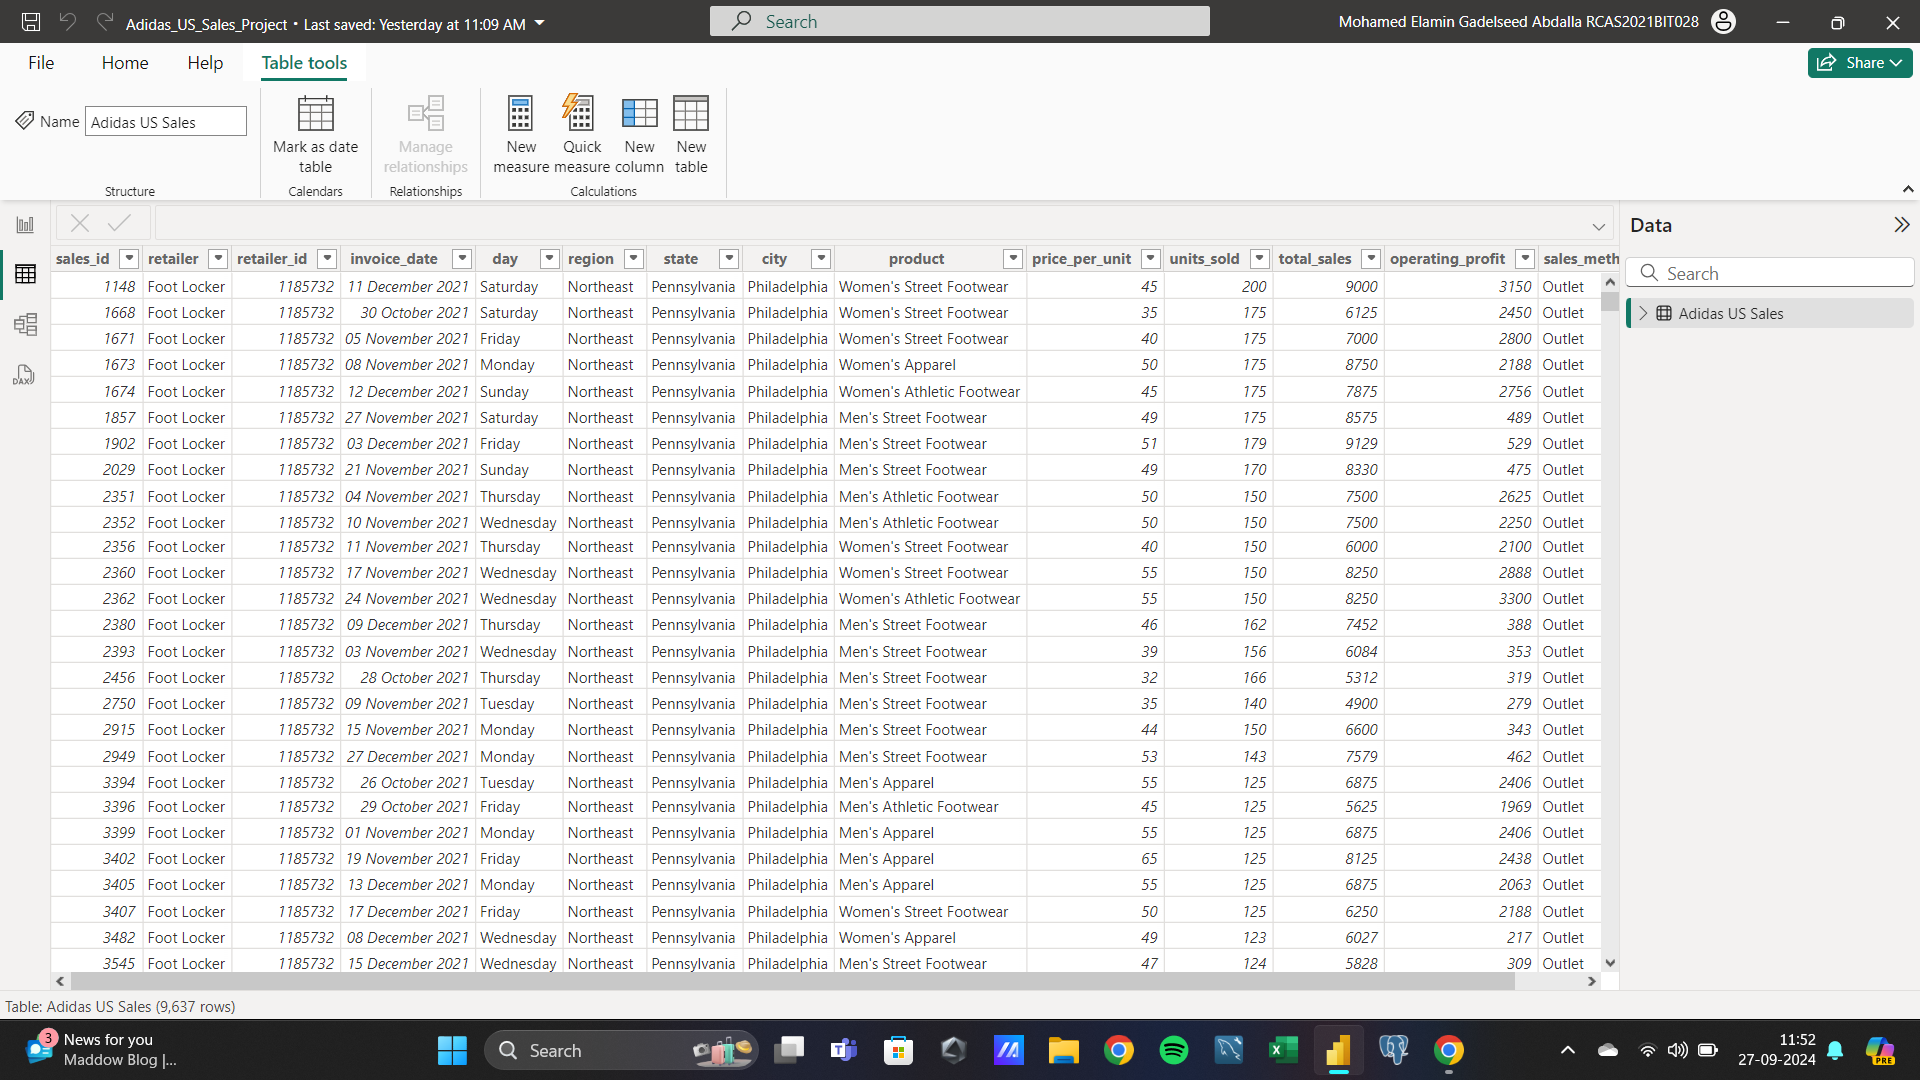 Adidas_US_Sales_Project • Last saved: Yesterday at 11:09 AM
Search
Mohamed Elamin Gadelseed Abdalla RCAS2021BIT028
File Home Help Table tools
Share
Name Adidas US Sales
Mark as date table
Manage relationships
New measure
Quick measure
New column
New table
Structure Calendars Relationships Calculations
Data
Search
Adidas US Sales
DAX
sales_id retailer retailer_id invoice_date day region state city product price_per_unit units_sold total_sales operating_profit sales_meth
1148 Foot Locker 1185732 11 December 2021 Saturday Northeast Pennsylvania Philadelphia Women's Street Footwear 45 200 9000 3150 Outlet
1668 Foot Locker 1185732 30 October 2021 Saturday Northeast Pennsylvania Philadelphia Women's Street Footwear 35 175 6125 2450 Outlet
1671 Foot Locker 1185732 05 November 2021 Friday Northeast Pennsylvania Philadelphia Women's Street Footwear 40 175 7000 2800 Outlet
1673 Foot Locker 1185732 08 November 2021 Monday Northeast Pennsylvania Philadelphia Women's Apparel 50 175 8750 2188 Outlet
1674 Foot Locker 1185732 12 December 2021 Sunday Northeast Pennsylvania Philadelphia Women's Athletic Footwear 45 175 7875 2756 Outlet
1857 Foot Locker 1185732 27 November 2021 Saturday Northeast Pennsylvania Philadelphia Men's Street Footwear 49 175 8575 489 Outlet
1902 Foot Locker 1185732 03 December 2021 Friday Northeast Pennsylvania Philadelphia Men's Street Footwear 51 179 9129 529 Outlet
2029 Foot Locker 1185732 21 November 2021 Sunday Northeast Pennsylvania Philadelphia Men's Street Footwear 49 170 8330 475 Outlet
2351 Foot Locker 1185732 04 November 2021 Thursday Northeast Pennsylvania Philadelphia Men's Athletic Footwear 50 150 7500 2625 Outlet
2352 Foot Locker 1185732 10 November 2021 Wednesday Northeast Pennsylvania Philadelphia Men's Athletic Footwear 50 150 7500 2250 Outlet
2356 Foot Locker 1185732 11 November 2021 Thursday Northeast Pennsylvania Philadelphia Women's Street Footwear 40 150 6000 2100 Outlet
2360 Foot Locker 1185732 17 November 2021 Wednesday Northeast Pennsylvania Philadelphia Women's Street Footwear 55 150 8250 2888 Outlet
2362 Foot Locker 1185732 24 November 2021 Wednesday Northeast Pennsylvania Philadelphia Women's Athletic Footwear 55 150 8250 3300 Outlet
2380 Foot Locker 1185732 09 December 2021 Thursday Northeast Pennsylvania Philadelphia Men's Street Footwear 46 162 7452 388 Outlet
2393 Foot Locker 1185732 03 November 2021 Wednesday Northeast Pennsylvania Philadelphia Men's Street Footwear 39 156 6084 353 Outlet
2456 Foot Locker 1185732 28 October 2021 Thursday Northeast Pennsylvania Philadelphia Men's Street Footwear 32 166 5312 319 Outlet
2750 Foot Locker 1185732 09 November 2021 Tuesday Northeast Pennsylvania Philadelphia Men's Street Footwear 35 140 4900 279 Outlet
2915 Foot Locker 1185732 15 November 2021 Monday Northeast Pennsylvania Philadelphia Men's Street Footwear 44 150 6600 343 Outlet
2949 Foot Locker 1185732 27 December 2021 Monday Northeast Pennsylvania Philadelphia Men's Street Footwear 53 143 7579 462 Outlet
3394 Foot Locker 1185732 26 October 2021 Tuesday Northeast Pennsylvania Philadelphia Men's Apparel 55 125 6875 2406 Outlet
3396 Foot Locker 1185732 29 October 2021 Friday Northeast Pennsylvania Philadelphia Men's Athletic Footwear 45 125 5625 1969 Outlet
3399 Foot Locker 1185732 01 November 2021 Monday Northeast Pennsylvania Philadelphia Men's Apparel 55 125 6875 2406 Outlet
3402 Foot Locker 1185732 19 November 2021 Friday Northeast Pennsylvania Philadelphia Men's Apparel 65 125 8125 2438 Outlet
3405 Foot Locker 1185732 13 December 2021 Monday Northeast Pennsylvania Philadelphia Men's Apparel 55 125 6875 2063 Outlet
3407 Foot Locker 1185732 17 December 2021 Friday Northeast Pennsylvania Philadelphia Women's Street Footwear 50 125 6250 2188 Outlet
3482 Foot Locker 1185732 08 December 2021 Wednesday Northeast Pennsylvania Philadelphia Women's Apparel 49 123 6027 217 Outlet
3545 Foot Locker 1185732 15 December 2021 Wednesday Northeast Pennsylvania Philadelphia Men's Street Footwear 47 124 5828 309 Outlet
Table: Adidas US Sales (9,637 rows)
3
News for you
Maddow Blog |...
Search
11:52
27-09-2024
PRE